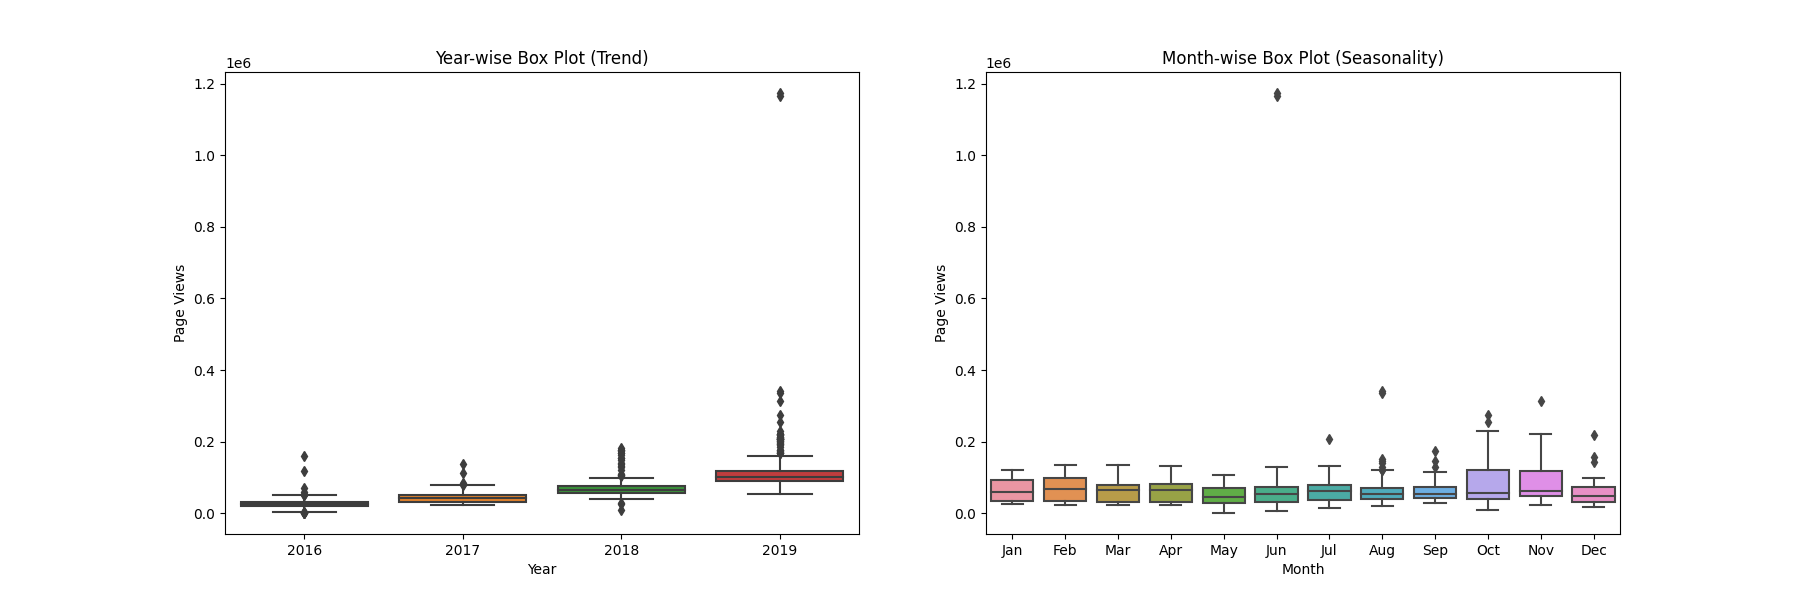 Year-wise Box Plot (Trend)
1e6
1.2
1.0
0.8
0.6
0.4
0.2
0.0
Page Views
2016 2017 2018 2019
Year
Month-wise Box Plot (Seasonality)
1e6
1.2
1.0
0.8
0.6
0.4
0.2
0.0
Page Views
Jan Feb Mar Apr May Jun Jul Aug Sep Oct Nov Dec
Month